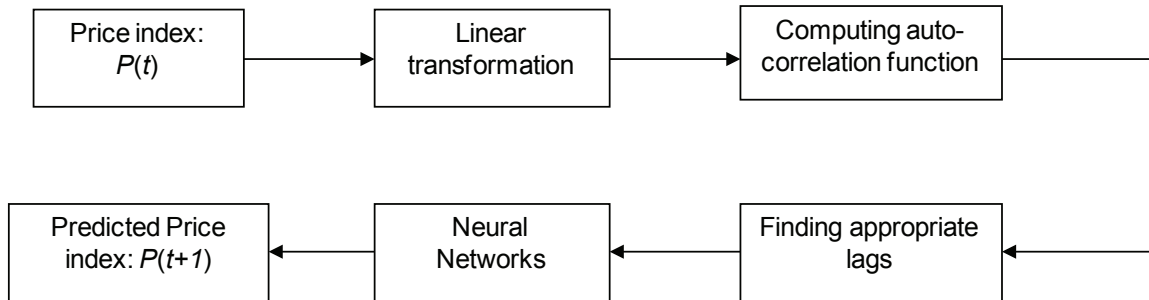 Price index:
P(t)
Linear
transformation
Computing auto-
correlation function
Finding appropriate
lags
Neural
Networks
Predicted Price
index: P(t+1)